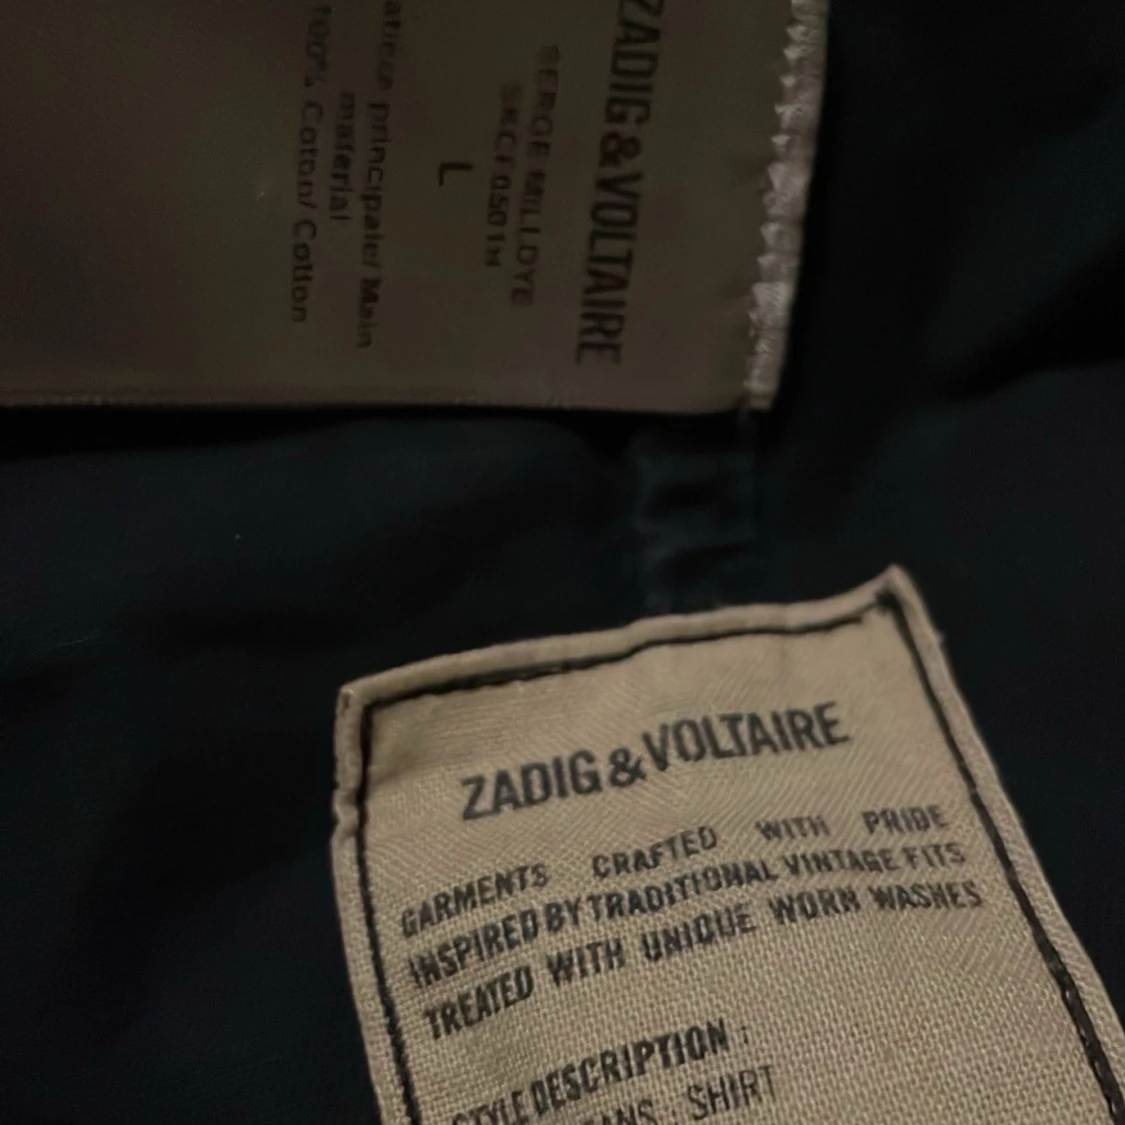 ZADIG&VOLTAIRE
SERGE MILLDYE
L
principale/ Main
material
100% Coton/ Cotton
ZADIG&VOLTAIRE
GARMENTS CRAFTED WITH PRIDE
INSPIRED BY TRADITIONAL VINTAGE FITS
TREATED WITH UNIQUE WORN WASHES
STYLE DESCRIPTION :
SHIRT